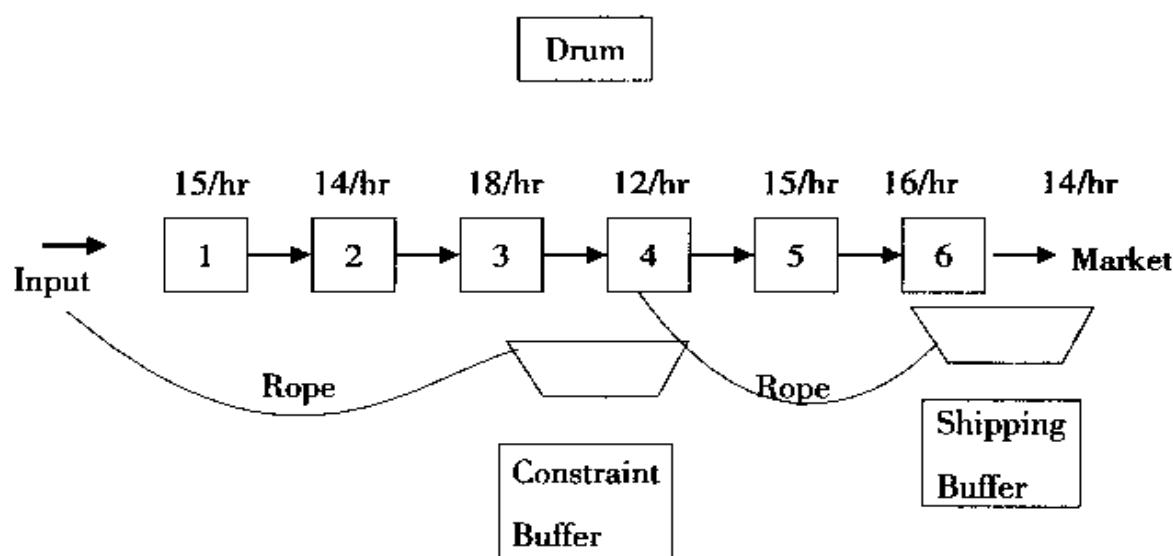 Drum
15/hr 14/hr 18/hr 12/hr 15/hr 16/hr 14/hr
1 2 3 4 5 6 Market
Input
Rope Rope
Constraint
Buffer
Shipping
Buffer